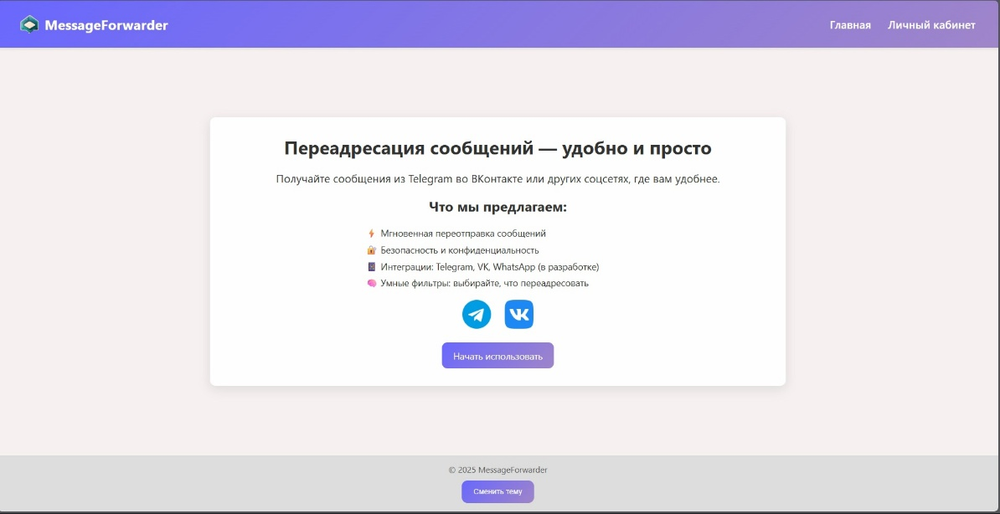 MessageForwarder
Главная
Личный кабинет
Переадресация сообщений — удобно и просто
Получайте сообщения из Telegram во ВКонтакте или других соцсетях, где вам удобнее.
Что мы предлагаем:
Мгновенная переотправка сообщений
Безопасность и конфиденциальность
Интеграции: Telegram, VK, WhatsApp (в разработке)
Умные фильтры: выбирайте, что переадресовать
VK
Начать использовать
© 2025 MessageForwarder
Сменить тему